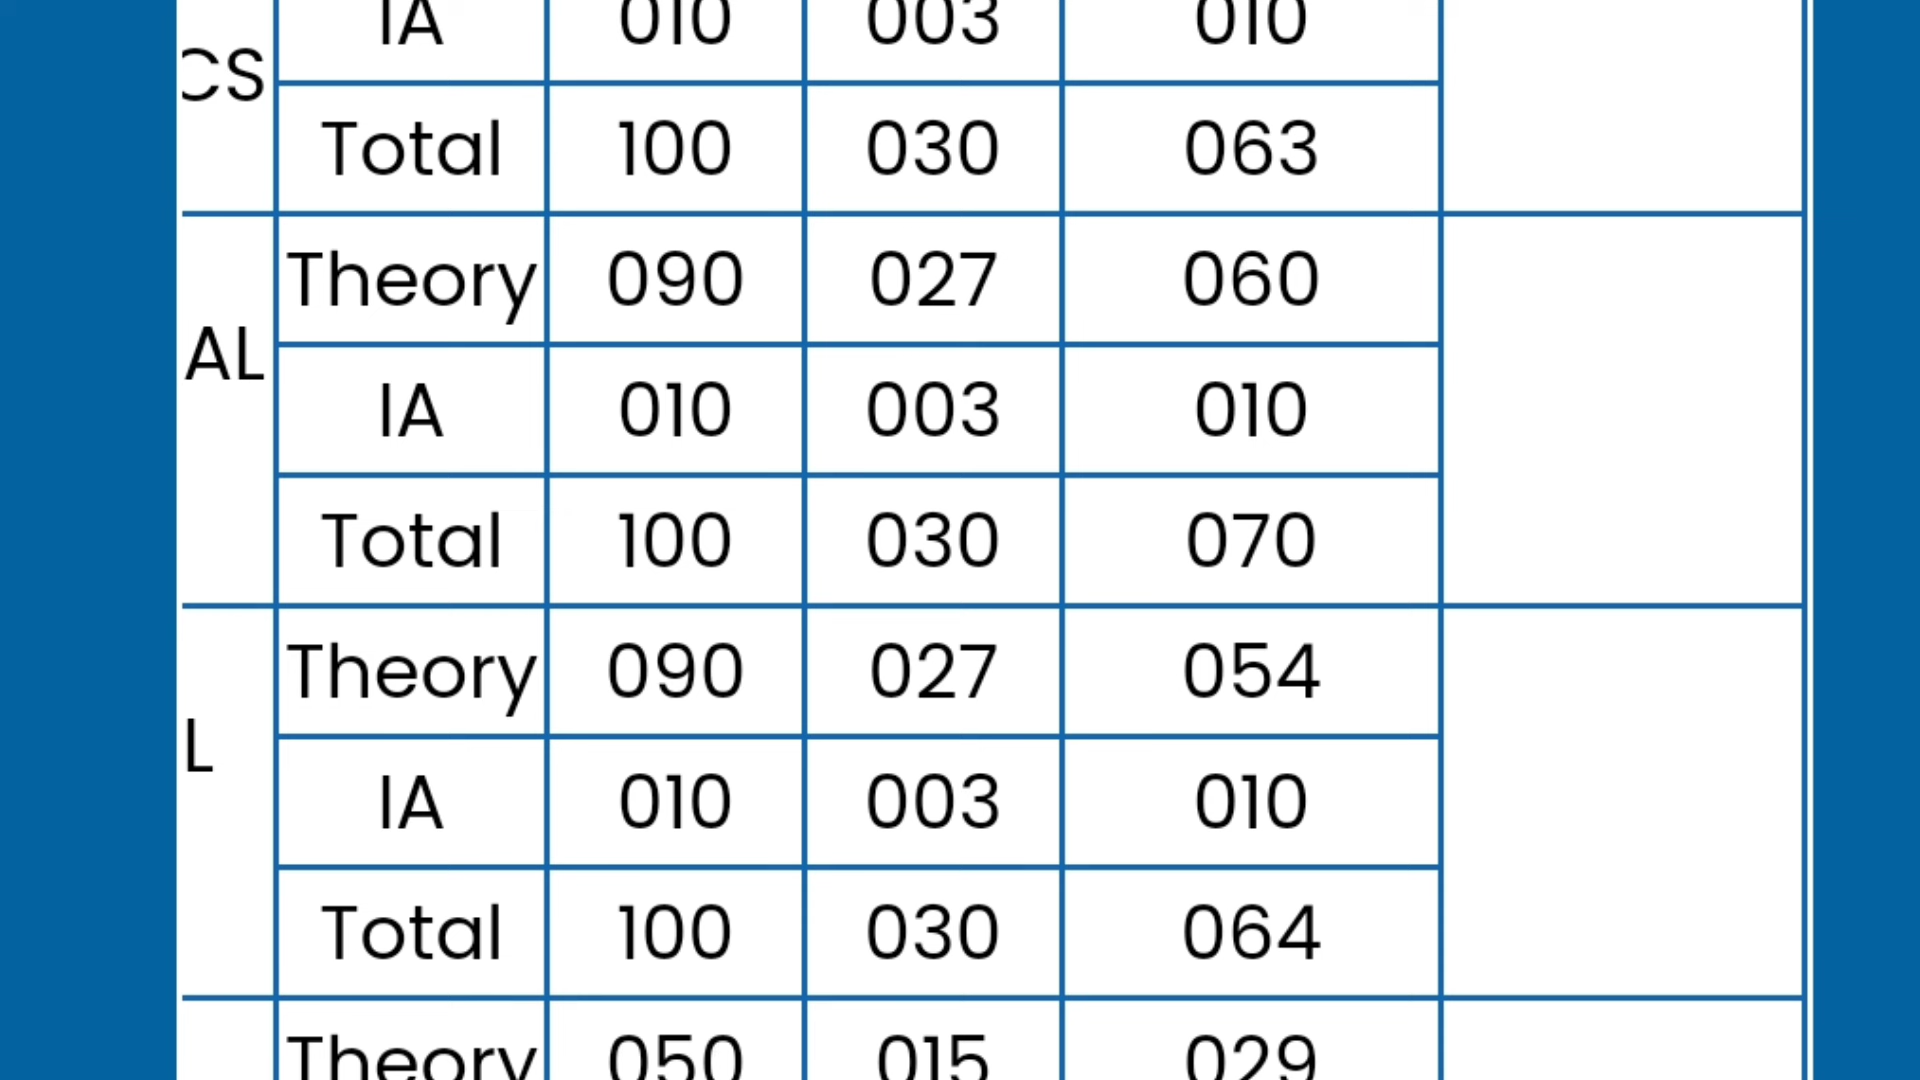 IA 010 003 010
CS
Total 100 030 063
Theory 090 027 060
AL
IA 010 003 010
Total 100 030 070
Theory 090 027 054
L
IA 010 003 010
Total 100 030 064
Theory 050 015 029